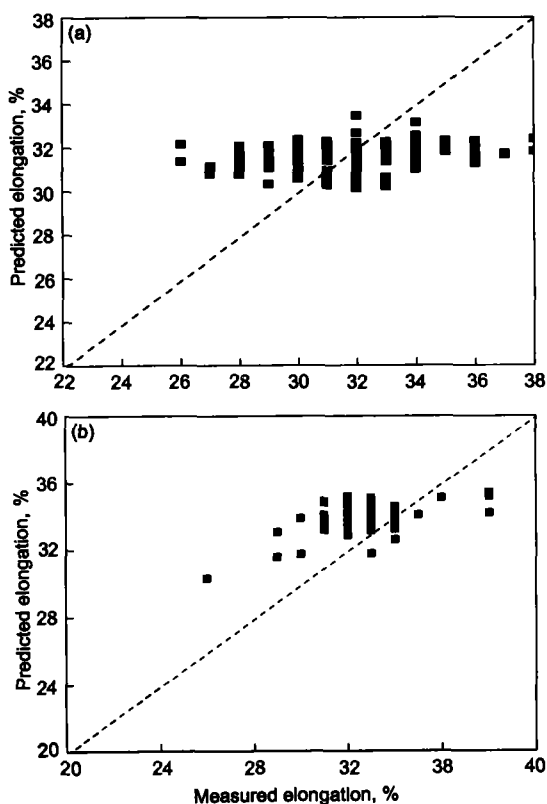 (a)
Predicted elongation, %
38
36
34
32
30
28
26
24
22
22 24 26 28 30 32 34 36 38
(b)
Predicted elongation, %
40
36
32
28
24
20
20 24 28 32 36 40
Measured elongation, %